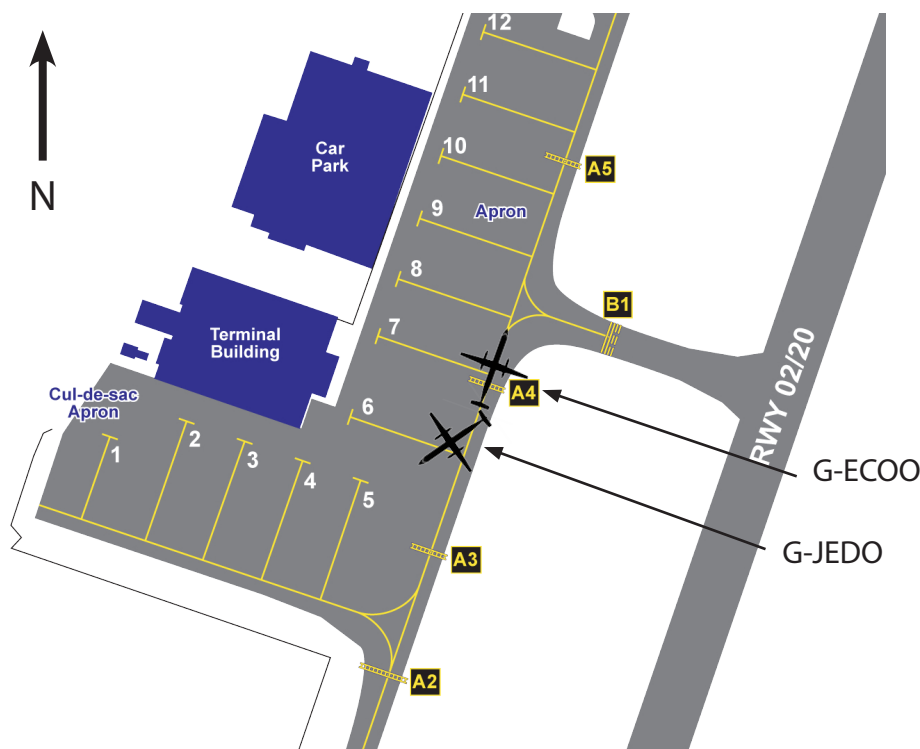 12
11
Car
Park
10
A5
N
9
Apron
8
B1
7
Terminal
Building
A4
RWY 02/20
Cul-de-sac
Apron
6
G-ECOO
1
2
3
4
5
G-JEDO
A3
A2